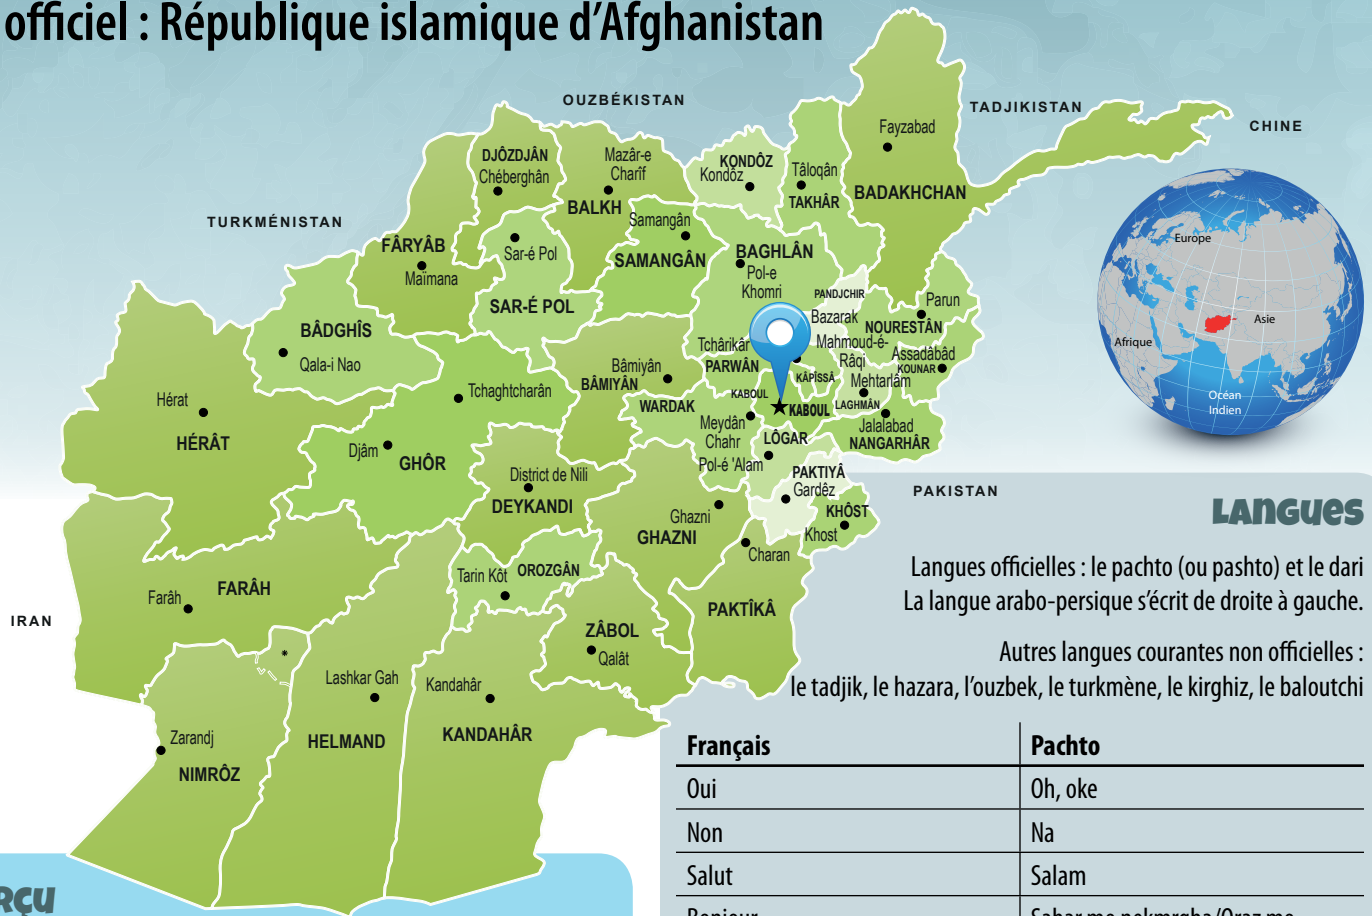 officiel : République islamique d’Afghanistan
OUZBÉKISTAN
TADJIKISTAN
CHINE
TURKMÉNISTAN
IRAN
PAKISTAN
Fayzabad
BADAKHCHAN
DJÔZDJÂN
Chéberghân
Mazâr-e
Charîf
BALKH
KONDÔZ
Kondôz
Tâloqân
TAKHÂR
FÂRYÂB
Maïmana
Sar-é Pol
SAR-É POL
Samangân
SAMANGÂN
BAGHLÂN
Pol-e
Khomri
PANDJCHIR
Bazarak
Parun
NOURESTÂN
BÂDGHÎS
Qala-i Nao
Tchârikâr
PARWÂN
Mahmoud-é-
Râqi
KÂPÎSSÂ
Assadâbâd
KOUNAR
Mehtarlâm
LAGHMÂN
Bâmiyân
BÂMIYÂN
Tchaghtcharân
WARDAK
KABOUL
KABOUL
Jalalabad
NANGARHÂR
Hérat
HÉRÂT
Djâm
GHÔR
Meydân
Chahr
LÔGAR
Pol-é 'Alam
PAKTIYÂ
Gardêz
District de Nili
DEYKANDI
Ghazni
GHAZNI
KHÔST
Khost
Charan
Tarin Kôt
OROZGÂN
PAKTÎKÂ
Farâh
FARÂH
ZÂBOL
Qalât
*
Lashkar Gah
HELMAND
Kandahâr
KANDAHÂR
Zarandj
NIMRÔZ
Europe
Asie
Afrique
Océan
Indien
LANGUES
Langues officielles : le pachto (ou pashto) et le dari
La langue arabo-persique s’écrit de droite à gauche.
Autres langues courantes non officielles :
le tadjik, le hazara, l’ouzbek, le turkmène, le kirghiz, le baloutchi
Français Pachto
Oui Oh, oke
Non Na
Salut Salam
Bonjour
RÇU